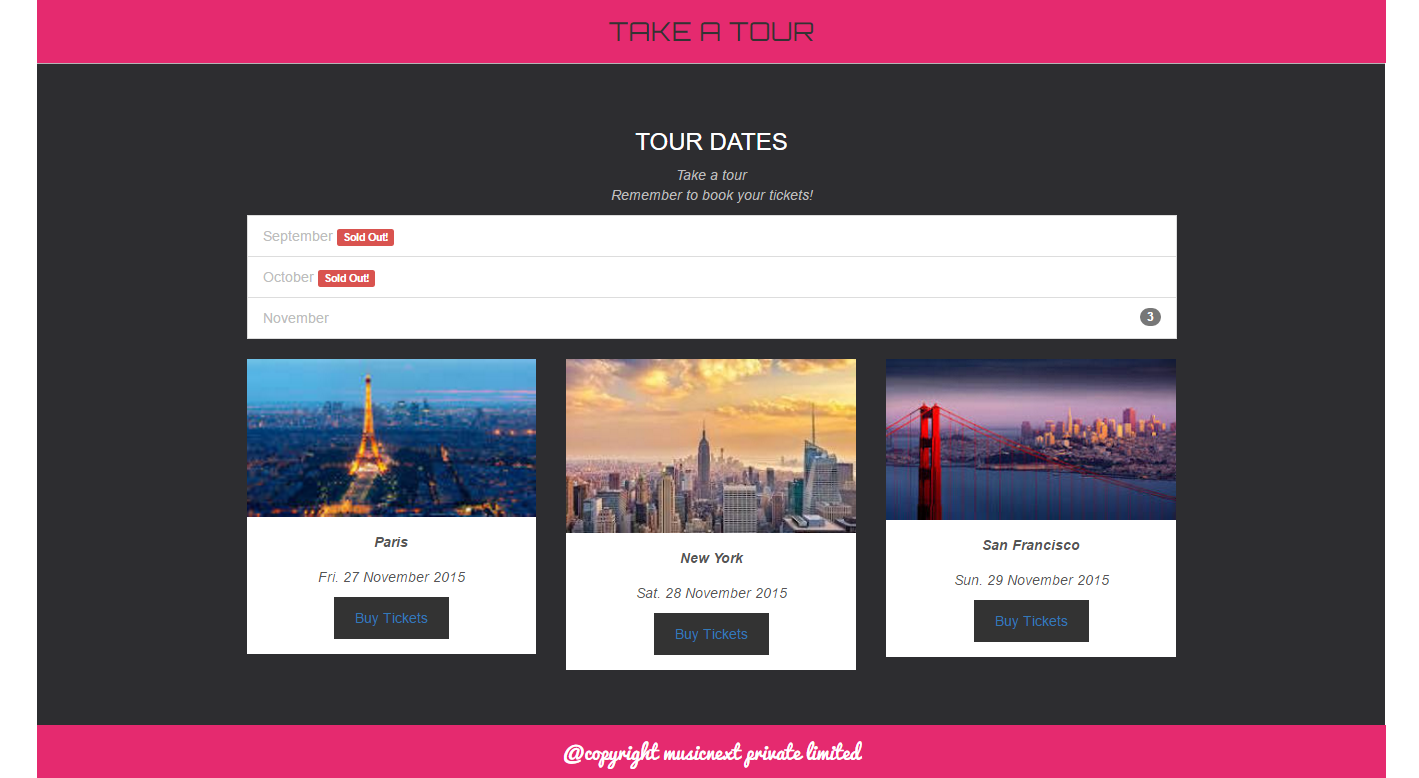 TAKE A TOUR
TOUR DATES
Take a tour
Remember to book your tickets!
September Sold Out!
October Sold Out!
November 3
Paris
Fri. 27 November 2015
Buy Tickets
New York
Sat. 28 November 2015
Buy Tickets
San Francisco
Sun. 29 November 2015
Buy Tickets
@copyright musicnext private limited